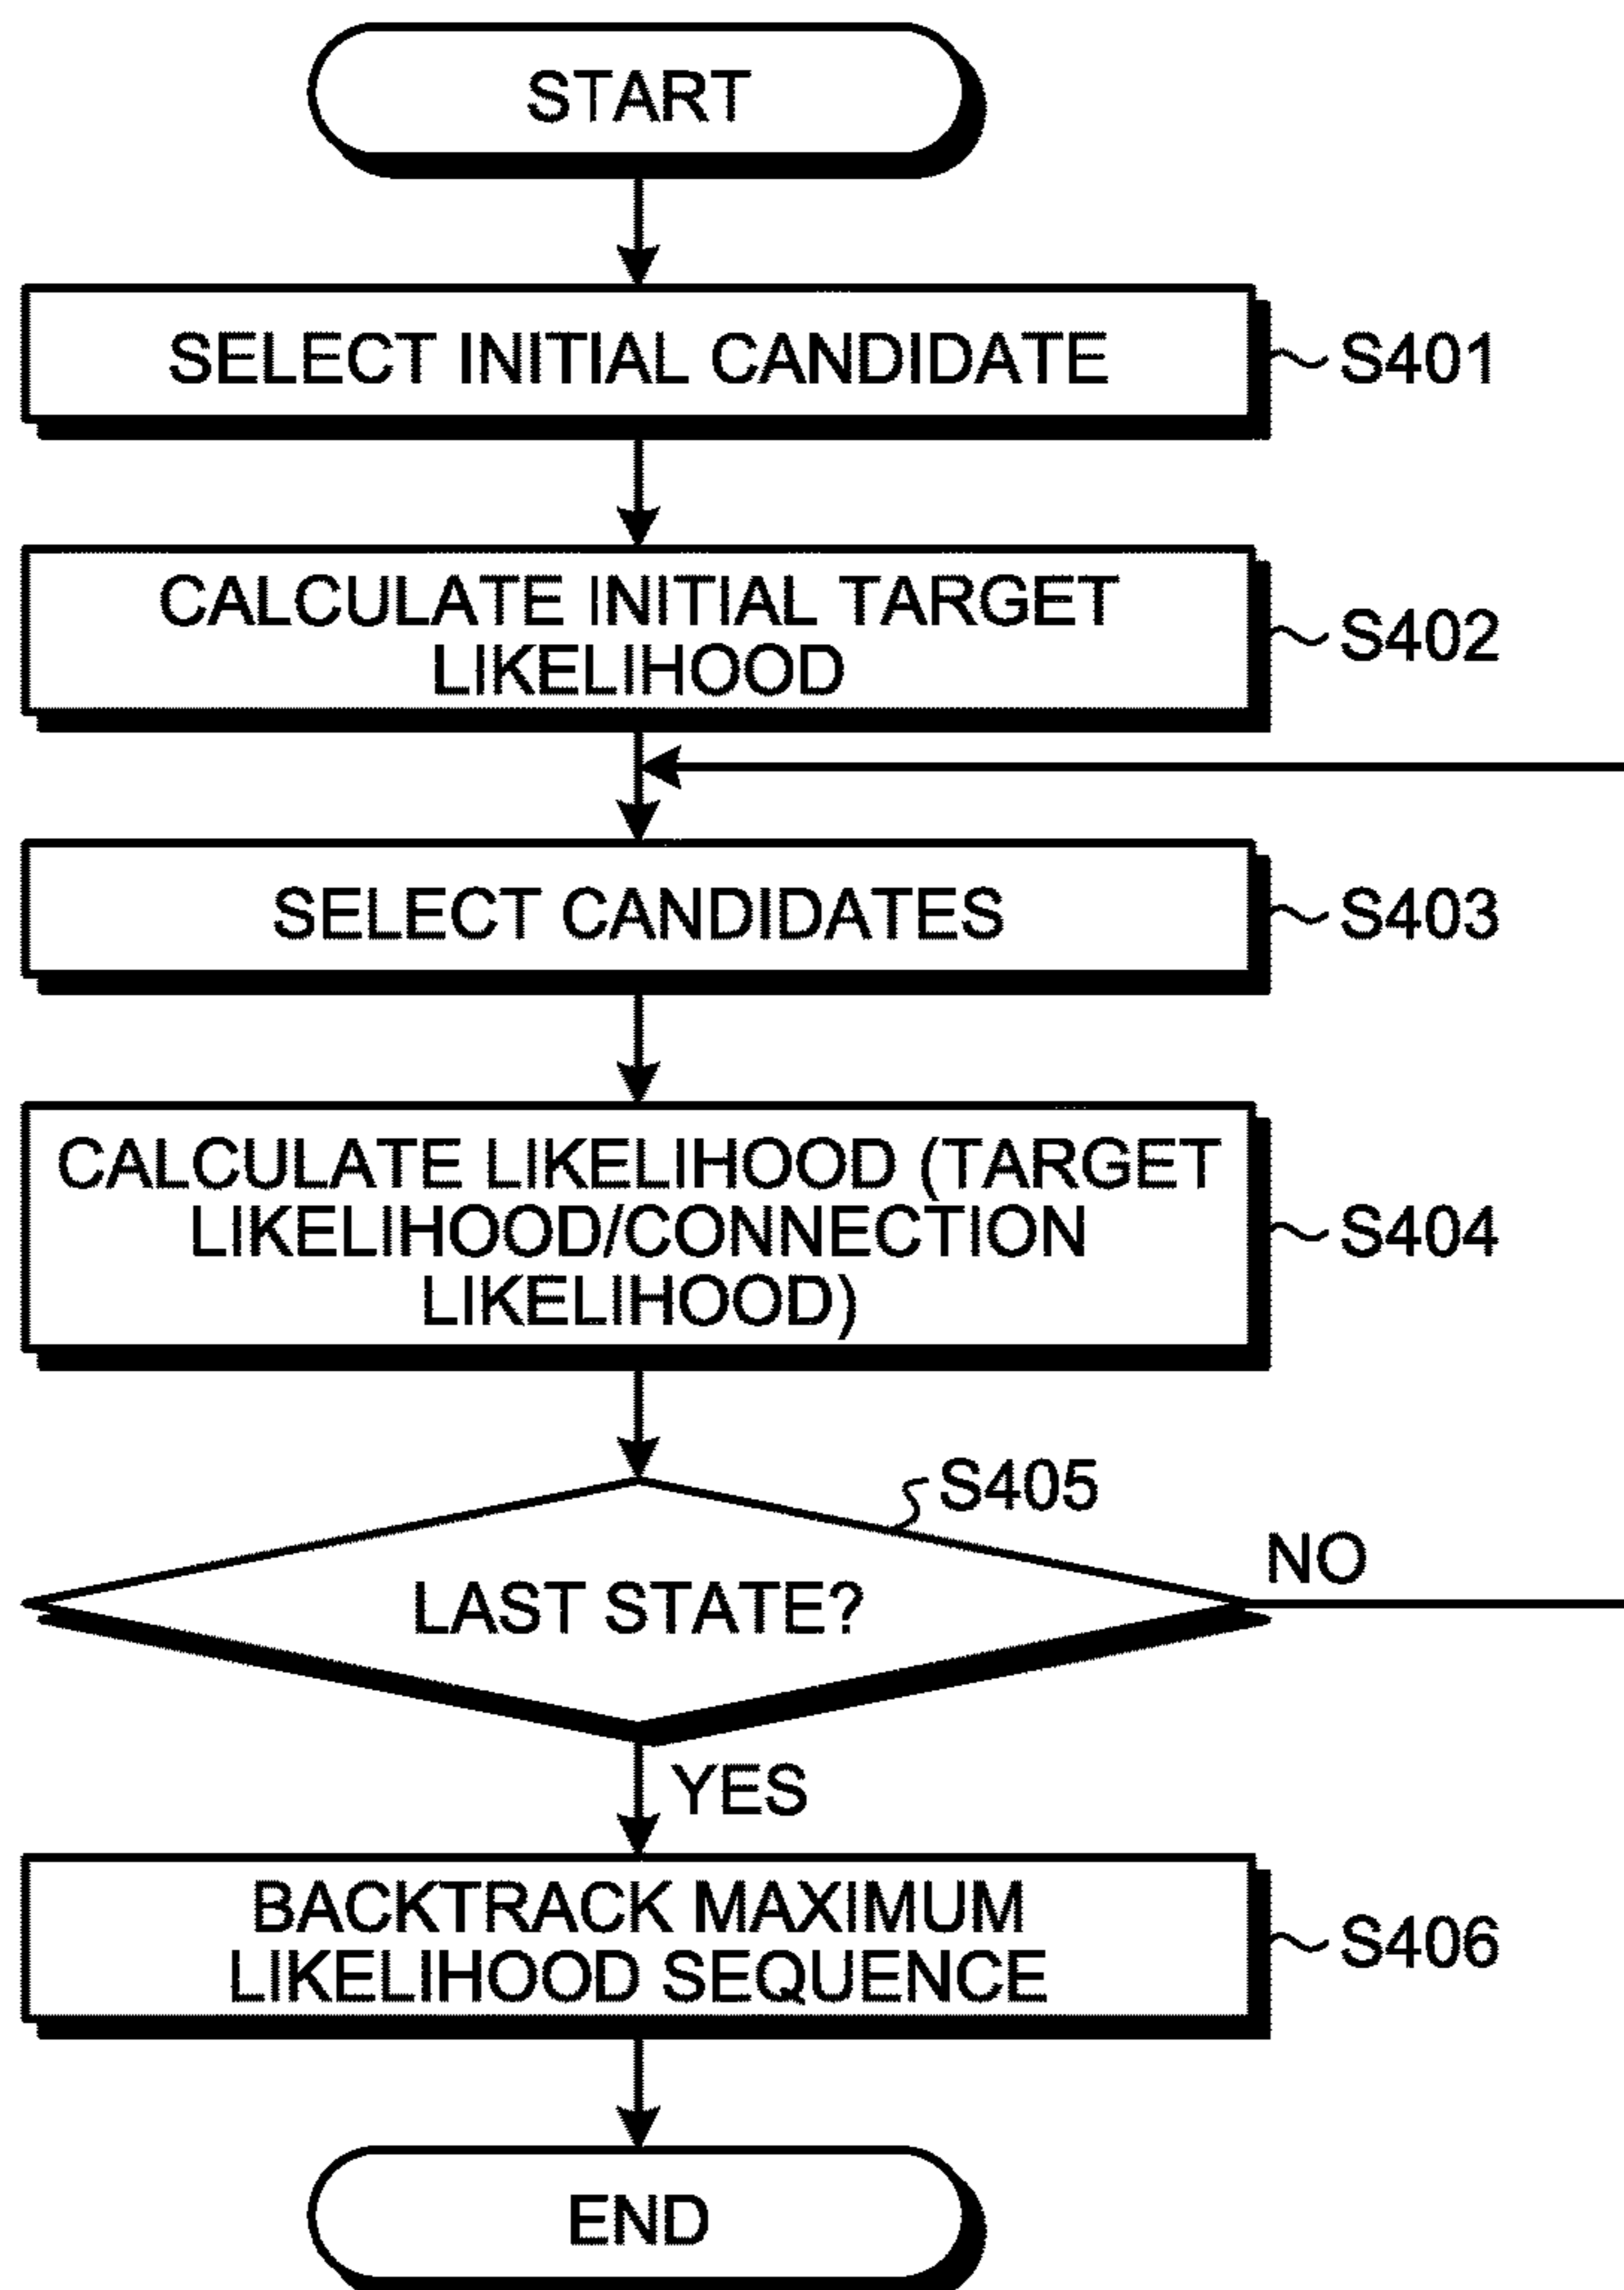 START
SELECT INITIAL CANDIDATE
S401
CALCULATE INITIAL TARGET
LIKELIHOOD
S402
SELECT CANDIDATES
S403
CALCULATE LIKELIHOOD (TARGET
LIKELIHOOD/CONNECTION
LIKELIHOOD)
S404
S405
LAST STATE?
NO
YES
BACKTRACK MAXIMUM
LIKELIHOOD SEQUENCE
S406
END